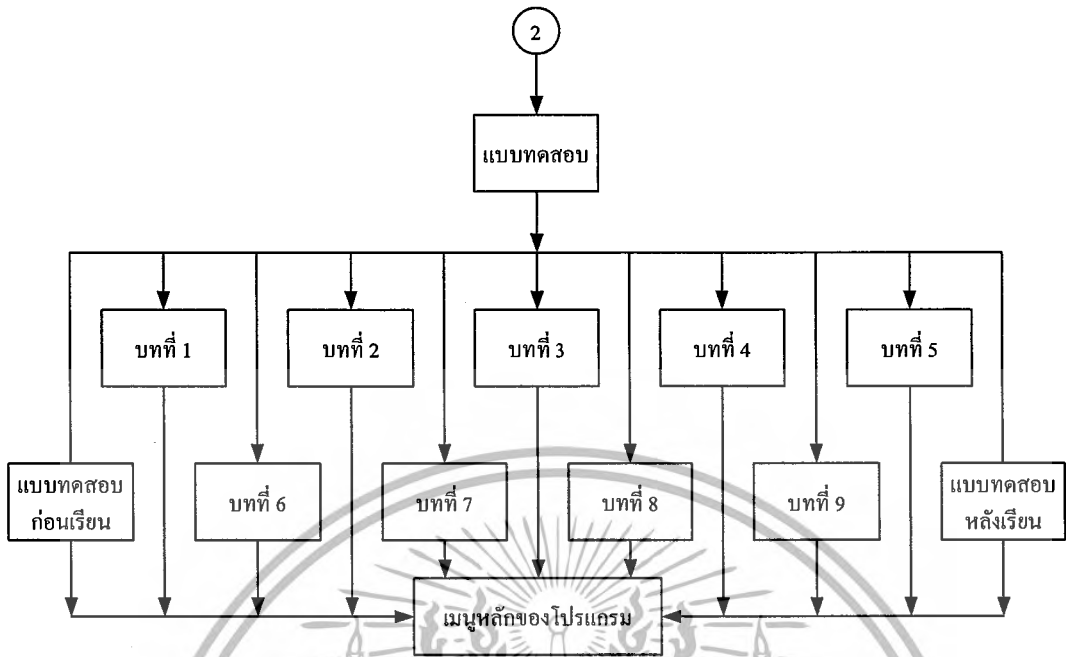 2
แบบทดสอบ
บทที่ 1
บทที่ 2
บทที่ 3
บทที่ 4
บทที่ 5
แบบทดสอบ
ก่อนเรียน
บทที่ 6
บทที่ 7
บทที่ 8
บทที่ 9
แบบทดสอบ
หลังเรียน
เมนูหลักของโปรแกรม